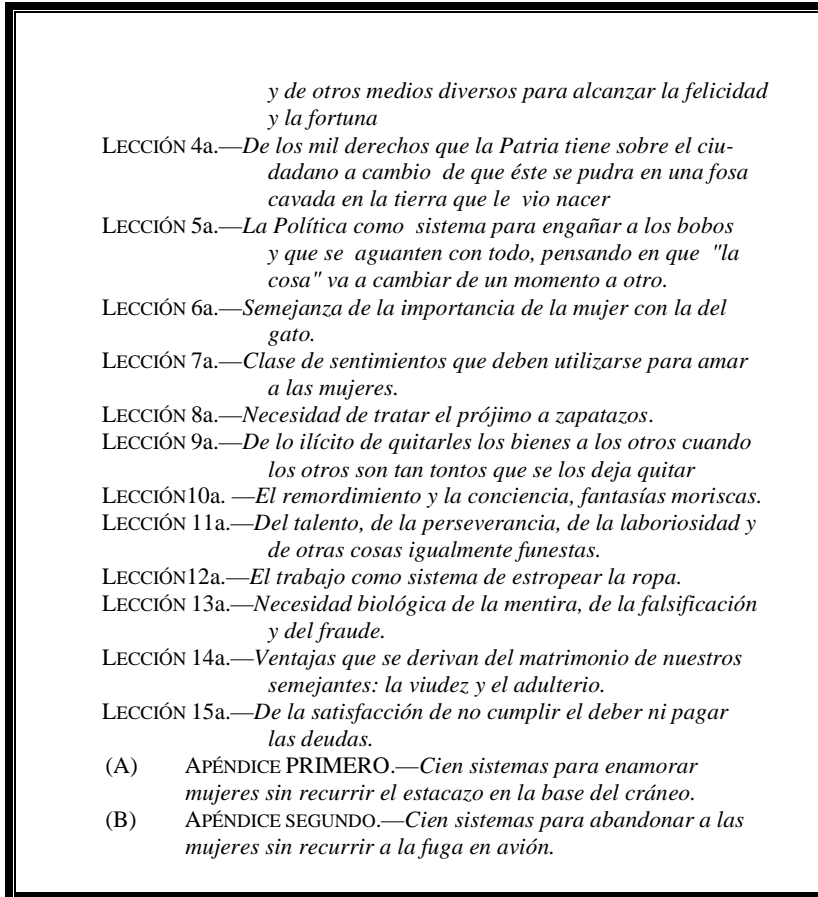 y de otros medios diversos para alcanzar la felicidad
y la fortuna
LECCIÓN 4a.—De los mil derechos que la Patria tiene sobre el ciu-
dadano a cambio  de que éste se pudra en una fosa
cavada en la tierra que le  vio nacer
LECCIÓN 5a.—La Política como  sistema para engañar a los bobos
y que se  aguanten con todo, pensando en que  "la
cosa" va a cambiar de un momento a otro.
LECCIÓN 6a.—Semejanza de la importancia de la mujer con la del
gato.
LECCIÓN 7a.—Clase de sentimientos que deben utilizarse para amar
a las mujeres.
LECCIÓN 8a.—Necesidad de tratar el prójimo a zapatazos.
LECCIÓN 9a.—De lo ilícito de quitarles los bienes a los otros cuando
los otros son tan tontos que se los deja quitar
LECCIÓN10a. —El remordimiento y la conciencia, fantasías moriscas.
LECCIÓN 11a.—Del talento, de la perseverancia, de la laboriosidad y
de otras cosas igualmente funestas.
LECCIÓN12a.—El trabajo como sistema de estropear la ropa.
LECCIÓN 13a.—Necesidad biológica de la mentira, de la falsificación
y del fraude.
LECCIÓN 14a.—Ventajas que se derivan del matrimonio de nuestros
semejantes: la viudez y el adulterio.
LECCIÓN 15a.—De la satisfacción de no cumplir el deber ni pagar
las deudas.
(A) APÉNDICE PRIMERO.—Cien sistemas para enamorar
mujeres sin recurrir el estacazo en la base del cráneo.
(B) APÉNDICE SEGUNDO.—Cien sistemas para abandonar a las
mujeres sin recurrir a la fuga en avión.